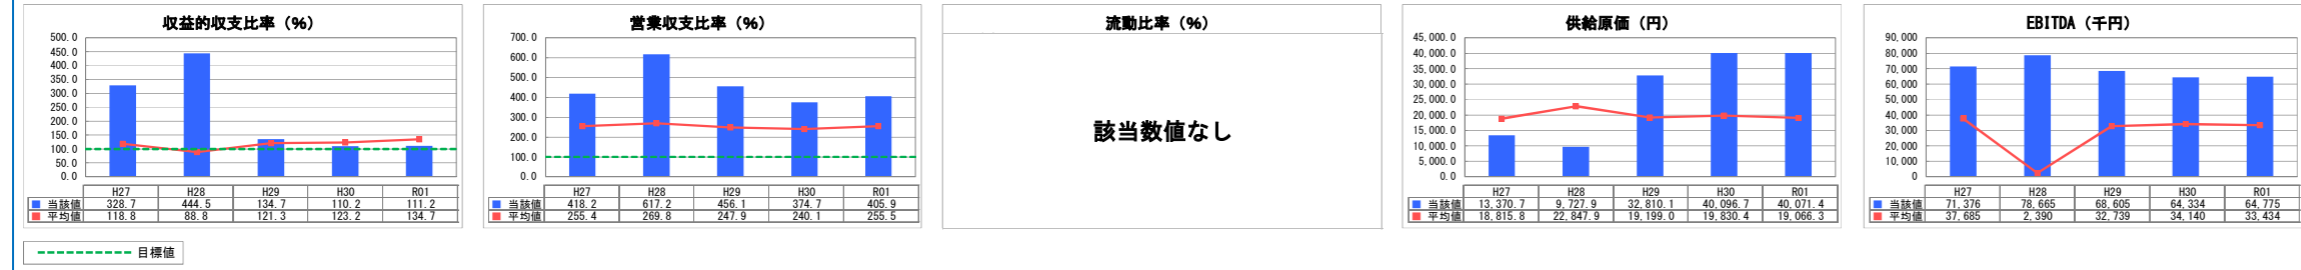 収益的収支比率（%）
500.0
450.0
400.0
350.0
300.0
250.0
200.0
150.0
100.0
50.0
0.0
H27 H28 H29 H30 R01
当該値 328.7 444.5 134.7 110.2 111.2
平均値 118.8 88.8 121.3 123.2 134.7
営業収支比率（%）
700.0
600.0
500.0
400.0
300.0
200.0
100.0
0.0
H27 H28 H29 H30 R01
当該値 418.2 617.2 456.1 374.7 405.9
平均値 255.4 269.8 247.9 240.1 255.5
流動比率（%）
該当数値なし
供給原価（円）
45,000.0
40,000.0
35,000.0
30,000.0
25,000.0
20,000.0
15,000.0
10,000.0
5,000.0
0.0
H27 H28 H29 H30 R01
当該値 13,370.7 9,727.9 32,810.1 40,096.7 40,071.4
平均値 18,815.8 22,847.9 19,199.0 19,830.4 19,066.3
EBITDA（千円）
90,000
80,000
70,000
60,000
50,000
40,000
30,000
20,000
10,000
0
H27 H28 H29 H30 R01
当該値 71,376 78,665 68,605 64,334 64,775
平均値 37,685 2,390 32,739 34,140 33,434
目標値